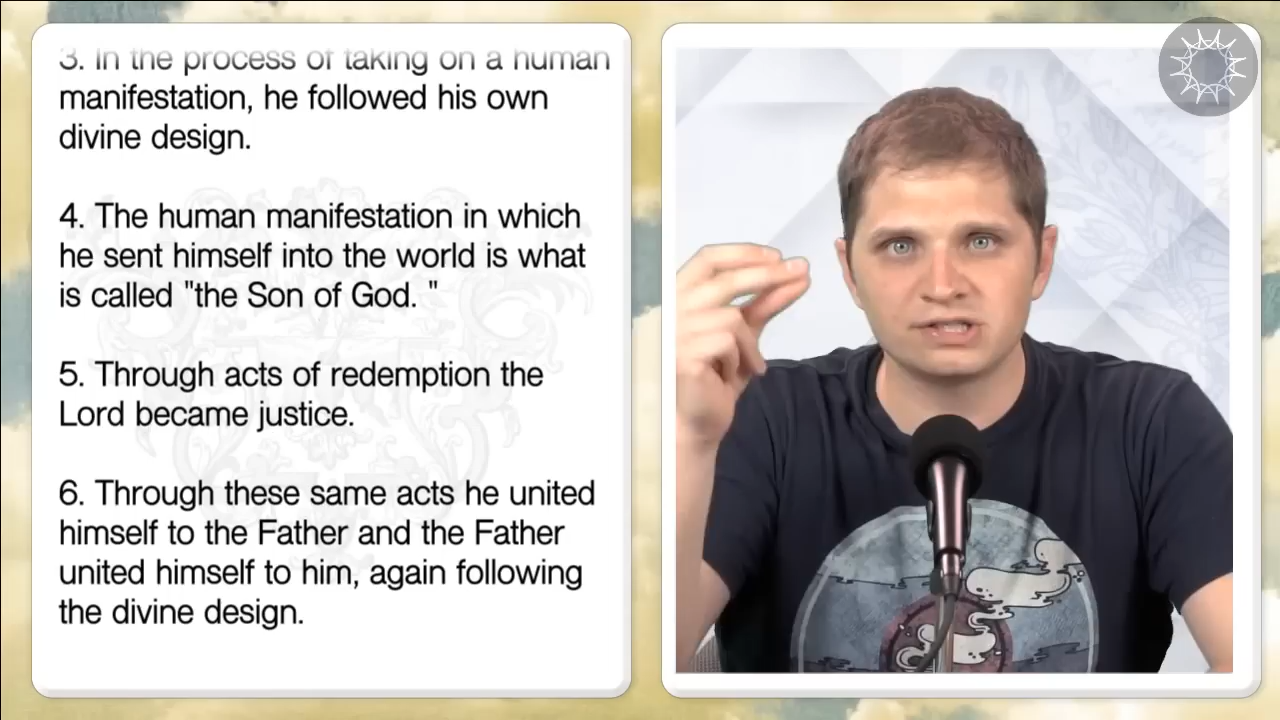 3. In the process of taking on a human
manifestation, he followed his own
divine design.
4. The human manifestation in which
he sent himself into the world is what
is called "the Son of God. "
5. Through acts of redemption the
Lord became justice.
6. Through these same acts he united
himself to the Father and the Father
united himself to him, again following
the divine design.